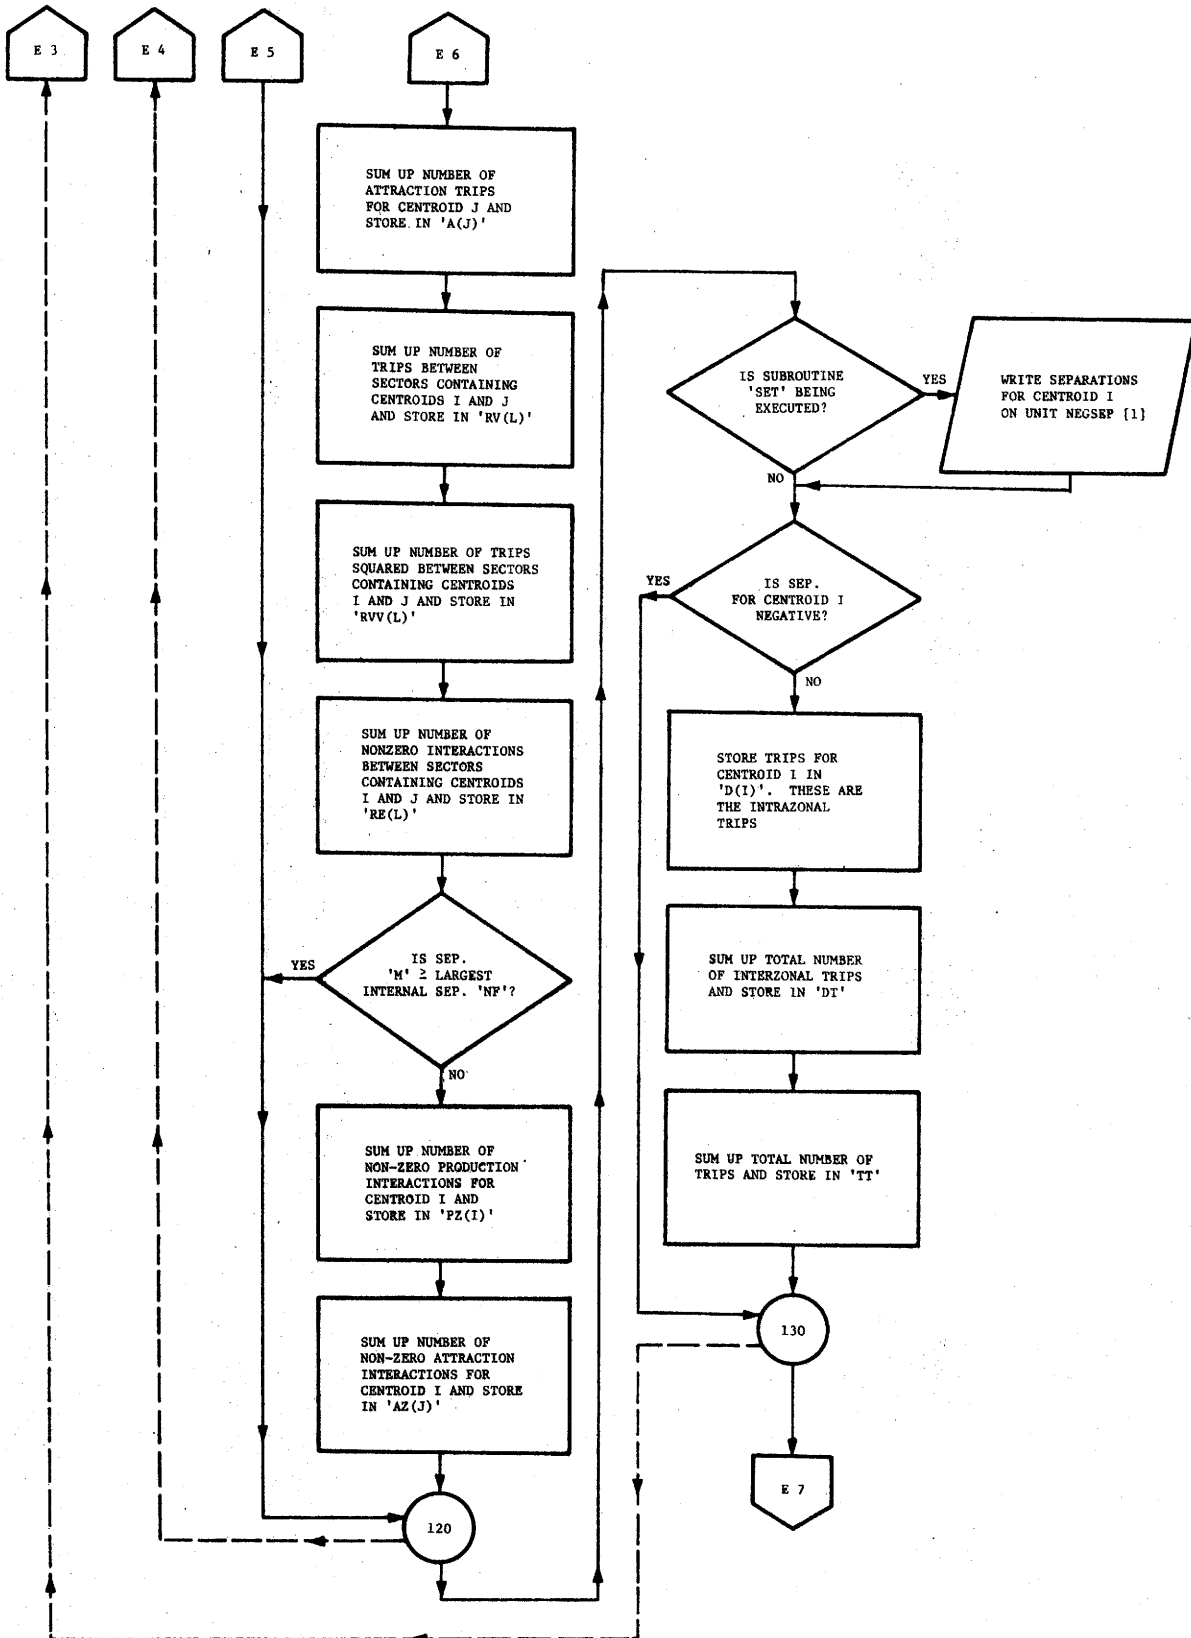 E 3
E 4
E 5
E 6
SUM UP NUMBER OF
ATTRACTION TRIPS
FOR CENTROID J AND
STORE IN 'A(J)'
SUM UP NUMBER OF
TRIPS BETWEEN
SECTORS CONTAINING
CENTROIDS I AND J
AND STORE IN 'RV(L)'
SUM UP NUMBER OF TRIPS
SQUARED BETWEEN SECTORS
CONTAINING CENTROIDS
I AND J AND STORE IN
'RVV(L)'
SUM UP NUMBER OF
NONZERO INTERACTIONS
BETWEEN SECTORS
CONTAINING CENTROIDS
I AND J AND STORE IN
'RE(L)'
IS SEP.
'M' ≥ LARGEST
INTERNAL SEP. 'NF'?
YES
NO
SUM UP NUMBER OF
NON-ZERO PRODUCTION
INTERACTIONS FOR
CENTROID I AND
STORE IN 'PZ(I)'
SUM UP NUMBER OF
NON-ZERO ATTRACTION
INTERACTIONS FOR
CENTROID I AND STORE
IN 'AZ(J)'
120
IS SUBROUTINE
'SET' BEING
EXECUTED?
YES
NO
WRITE SEPARATIONS
FOR CENTROID I
ON UNIT NEGSEP [1]
IS SEP.
FOR CENTROID I
NEGATIVE?
YES
NO
STORE TRIPS FOR
CENTROID I IN
'D(I)'. THESE ARE
THE INTRAZONAL
TRIPS
SUM UP TOTAL NUMBER
OF INTERZONAL TRIPS
AND STORE IN 'DT'
SUM UP TOTAL NUMBER OF
TRIPS AND STORE IN 'TT'
130
E 7